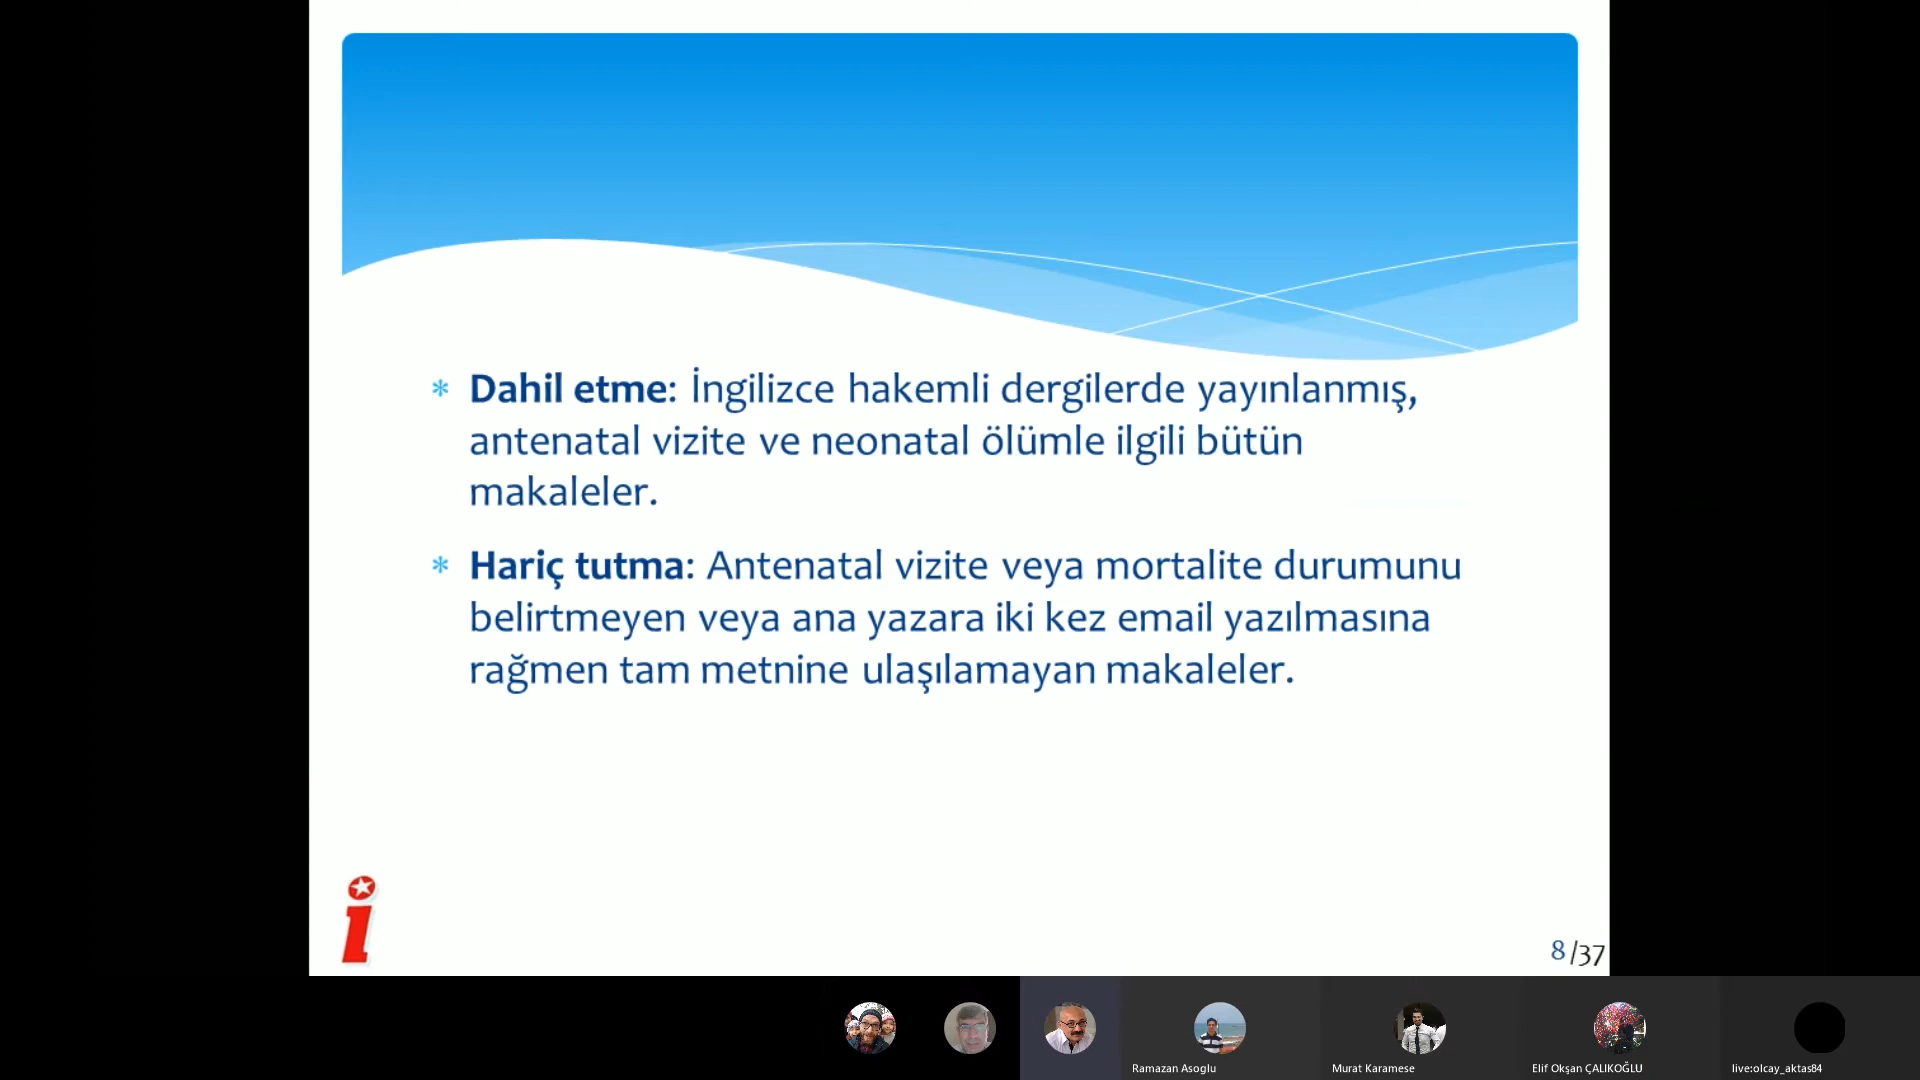 * Dahil etme: İngilizce hakemli dergilerde yayınlanmış,
antenatal vizite ve neonatal ölümle ilgili bütün
makaleler.
* Hariç tutma: Antenatal vizite veya mortalite durumunu
belirtmeyen veya ana yazara iki kez email yazılmasına
rağmen tam metnine ulaşılamayan makaleler.
i
8/37
Ramazan Asoglu
Murat Karamese
Elif Okşan ÇALIKOĞLU
live:olcay_aktas84